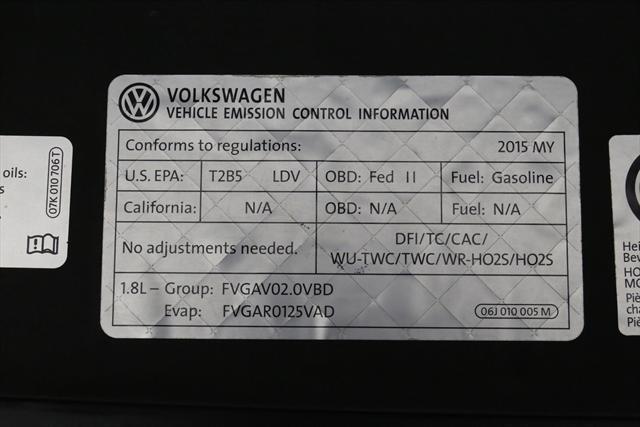 VOLKSWAGEN
VEHICLE EMISSION CONTROL INFORMATION
Conforms to regulations: 2015 MY
U.S. EPA: T2B5 LDV OBD: Fed II Fuel: Gasoline
California: N/A OBD: N/A Fuel: N/A
No adjustments needed.
DFI/TC/CAC/
WU-TWC/TWC/WR-HO2S/HO2S
1.8L – Group: FVGAV02.0VBD
Evap: FVGAR0125VAD
06J 010 005 M
oils:
s
.
07K 010 706 T
Hei
Bev
HO
MO
Piè
cha
Piè